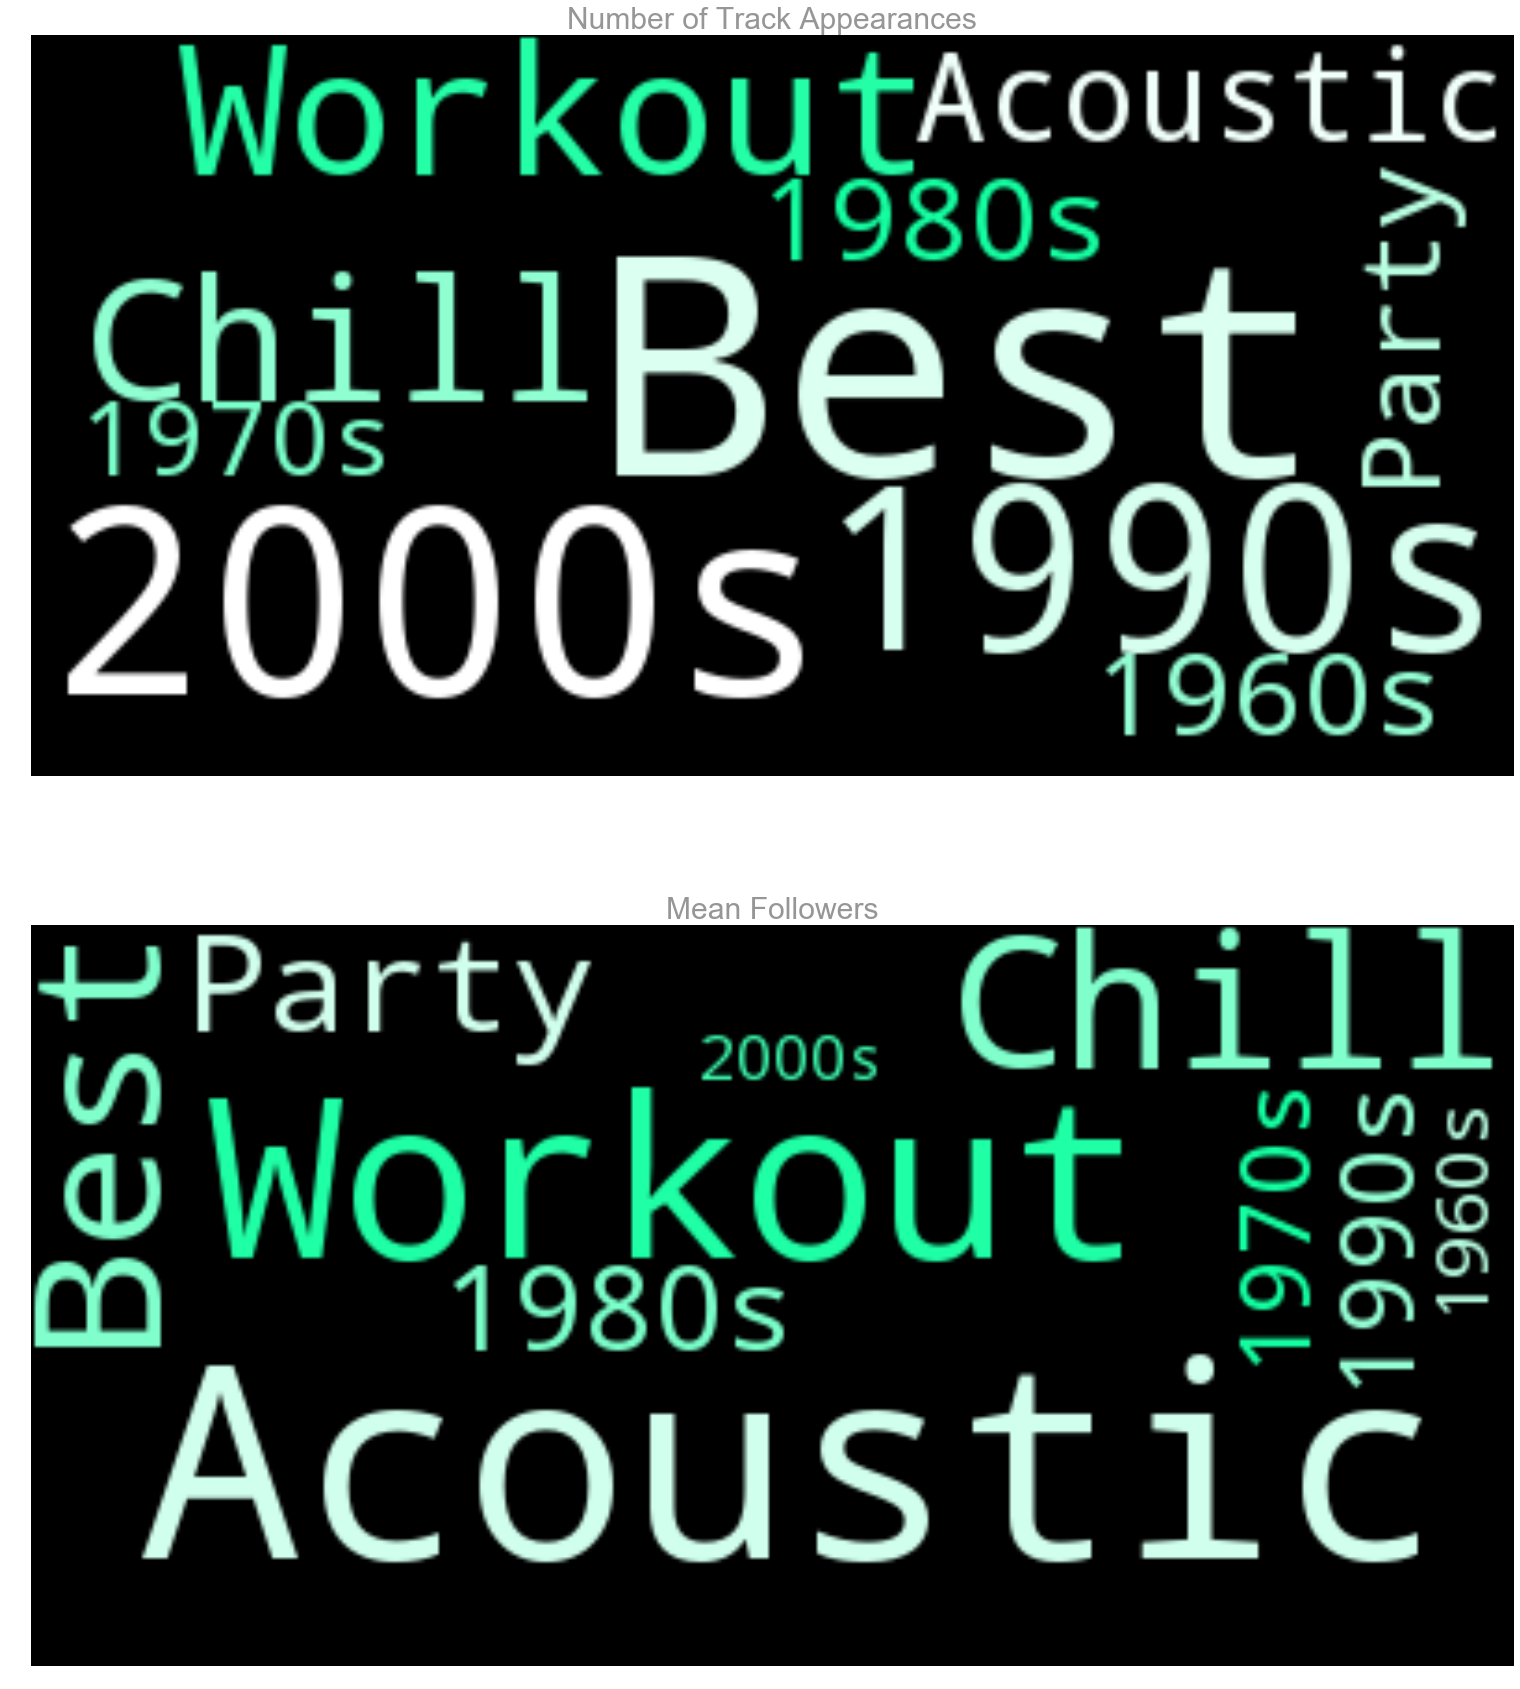 Number of Track Appearances
Workout
Acoustic
1980s
Party
Chill
Best
1970s
2000s
1990s
1960s
Mean Followers
Best
Party
Chill
2000s
Workout
1970s
1990s
1960s
1980s
Acoustic